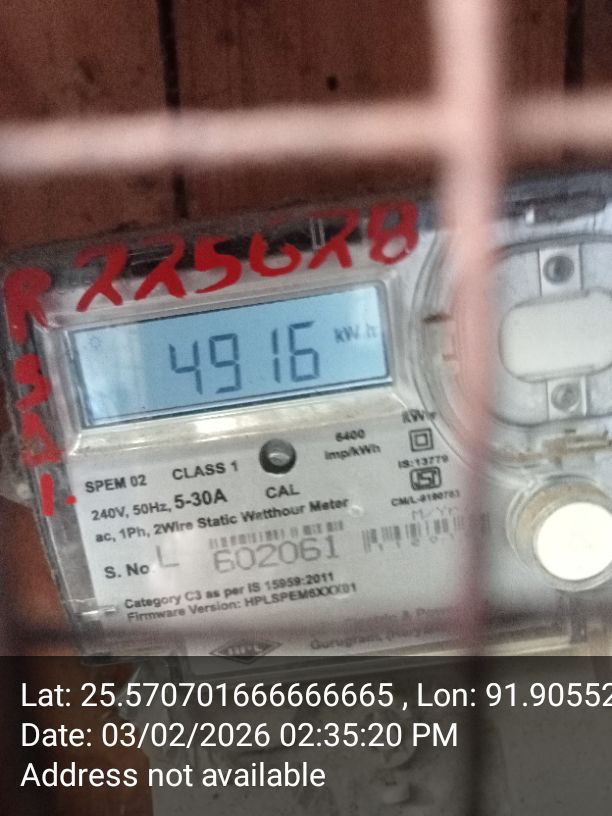 225628
4916 kWh
SPEM 02 CLASS 1
6400
imp/kWh
240V, 50Hz, 5-30A CAL
IS:13779
ac, 1Ph, 2Wire Static Watthour Meter
S. No L 602061
Category C3 as per IS 15959:2011
Firmware Version: HPLSPEM6XXX01
Lat: 25.570701666666665 , Lon: 91.90552
Date: 03/02/2026 02:35:20 PM
Address not available